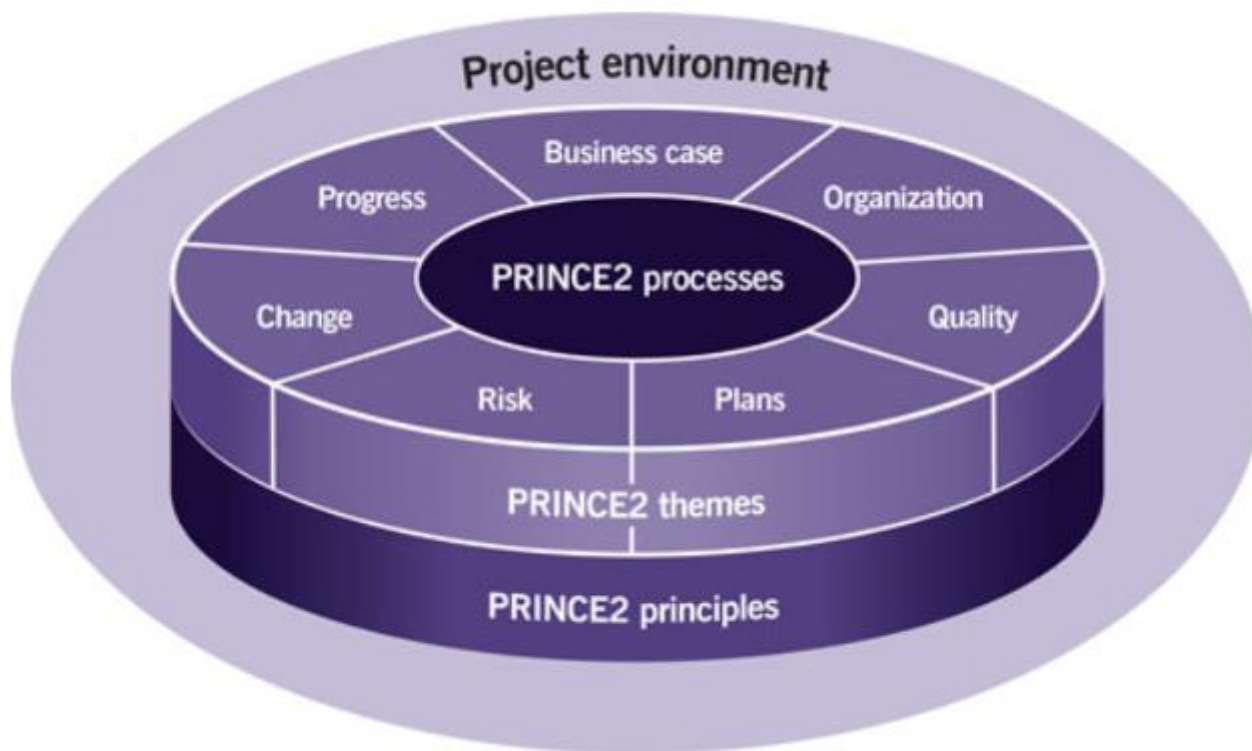 Project environment
Business case
Progress
Organization
PRINCE2 processes
Change
Quality
Risk
Plans
PRINCE2 themes
PRINCE2 principles